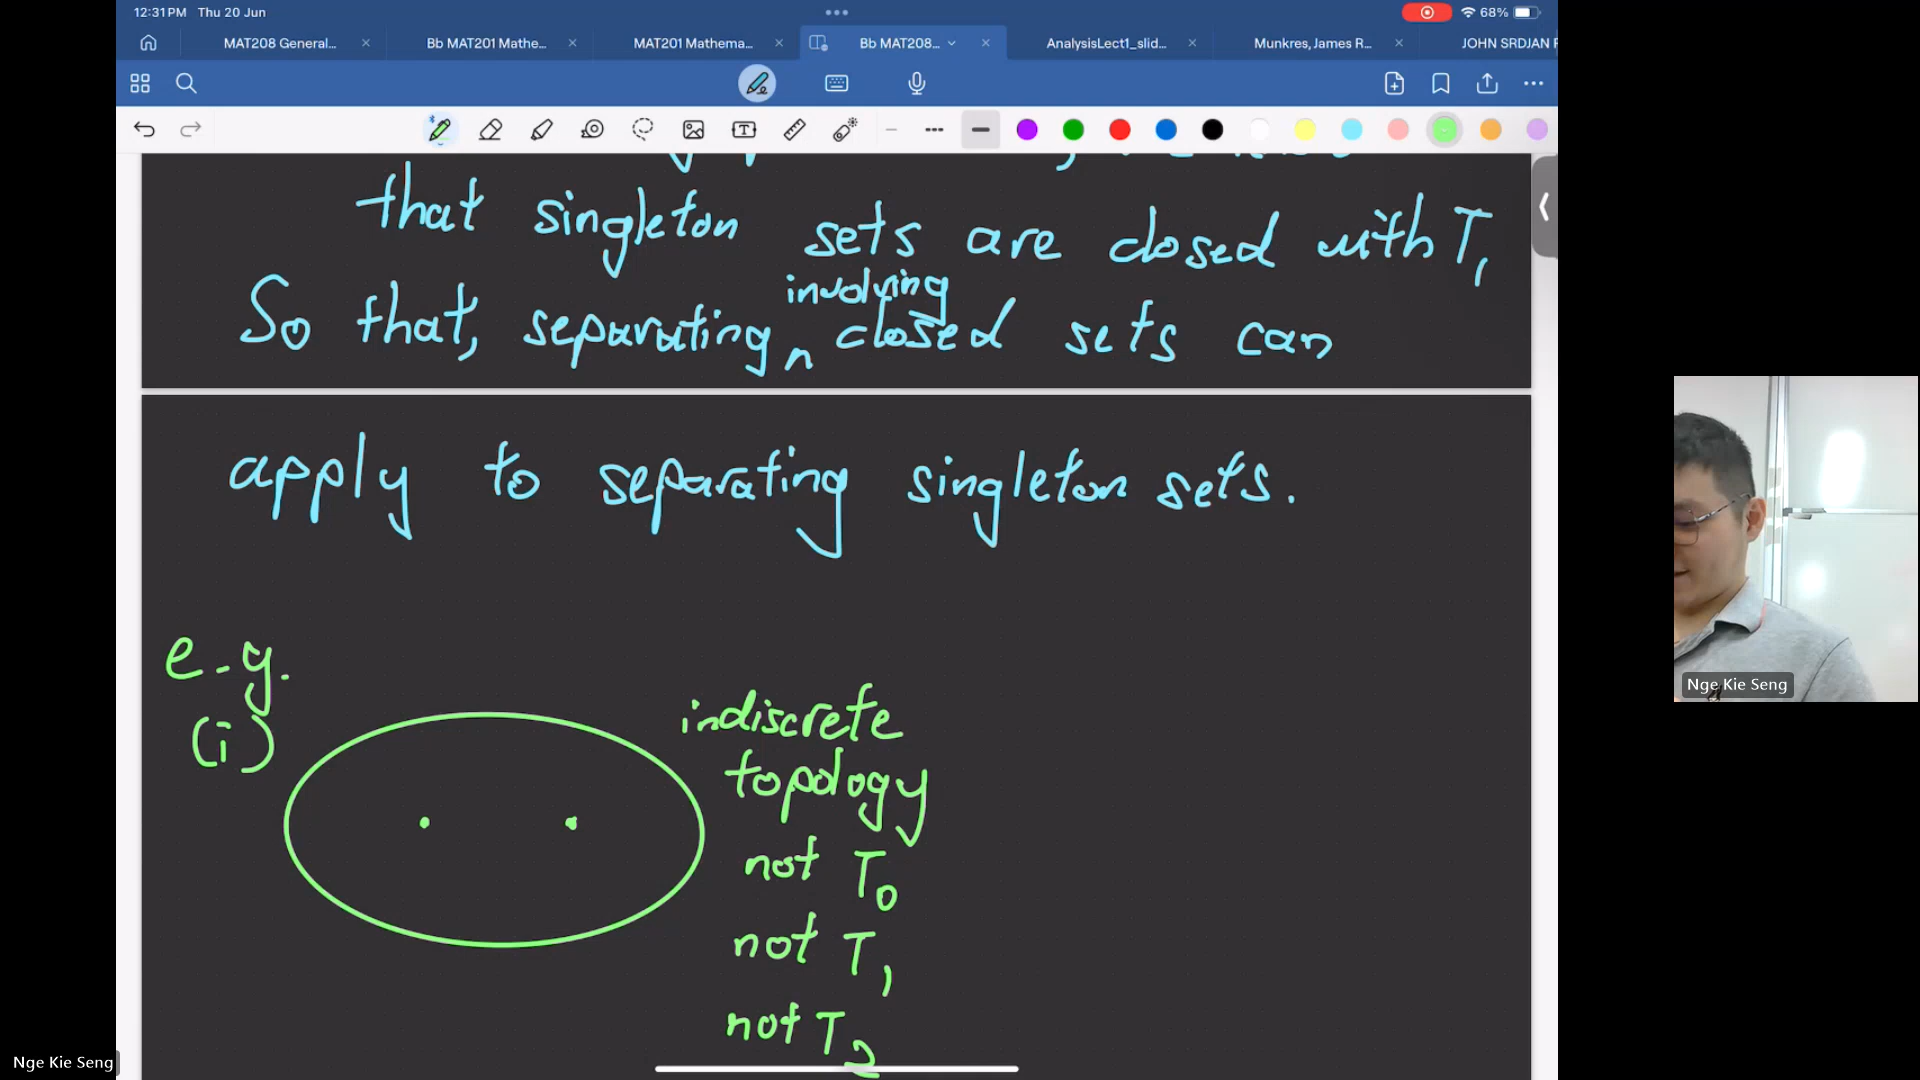 12:31PM Thu 20 Jun
68%
MAT208 General...
Bb MAT201 Mathe...
MAT201 Mathema...
Bb MAT208...
AnalysisLect1_slid...
Munkres, James R...
JOHN SRDJAN
that singleton sets are closed with T1
involving
So that, separating closed sets can
apply to separating singleton sets.
e.g.
(i)
indiscrete
topology
not T0
not T1
not T2
Nge Kie Seng
Nge Kie Seng